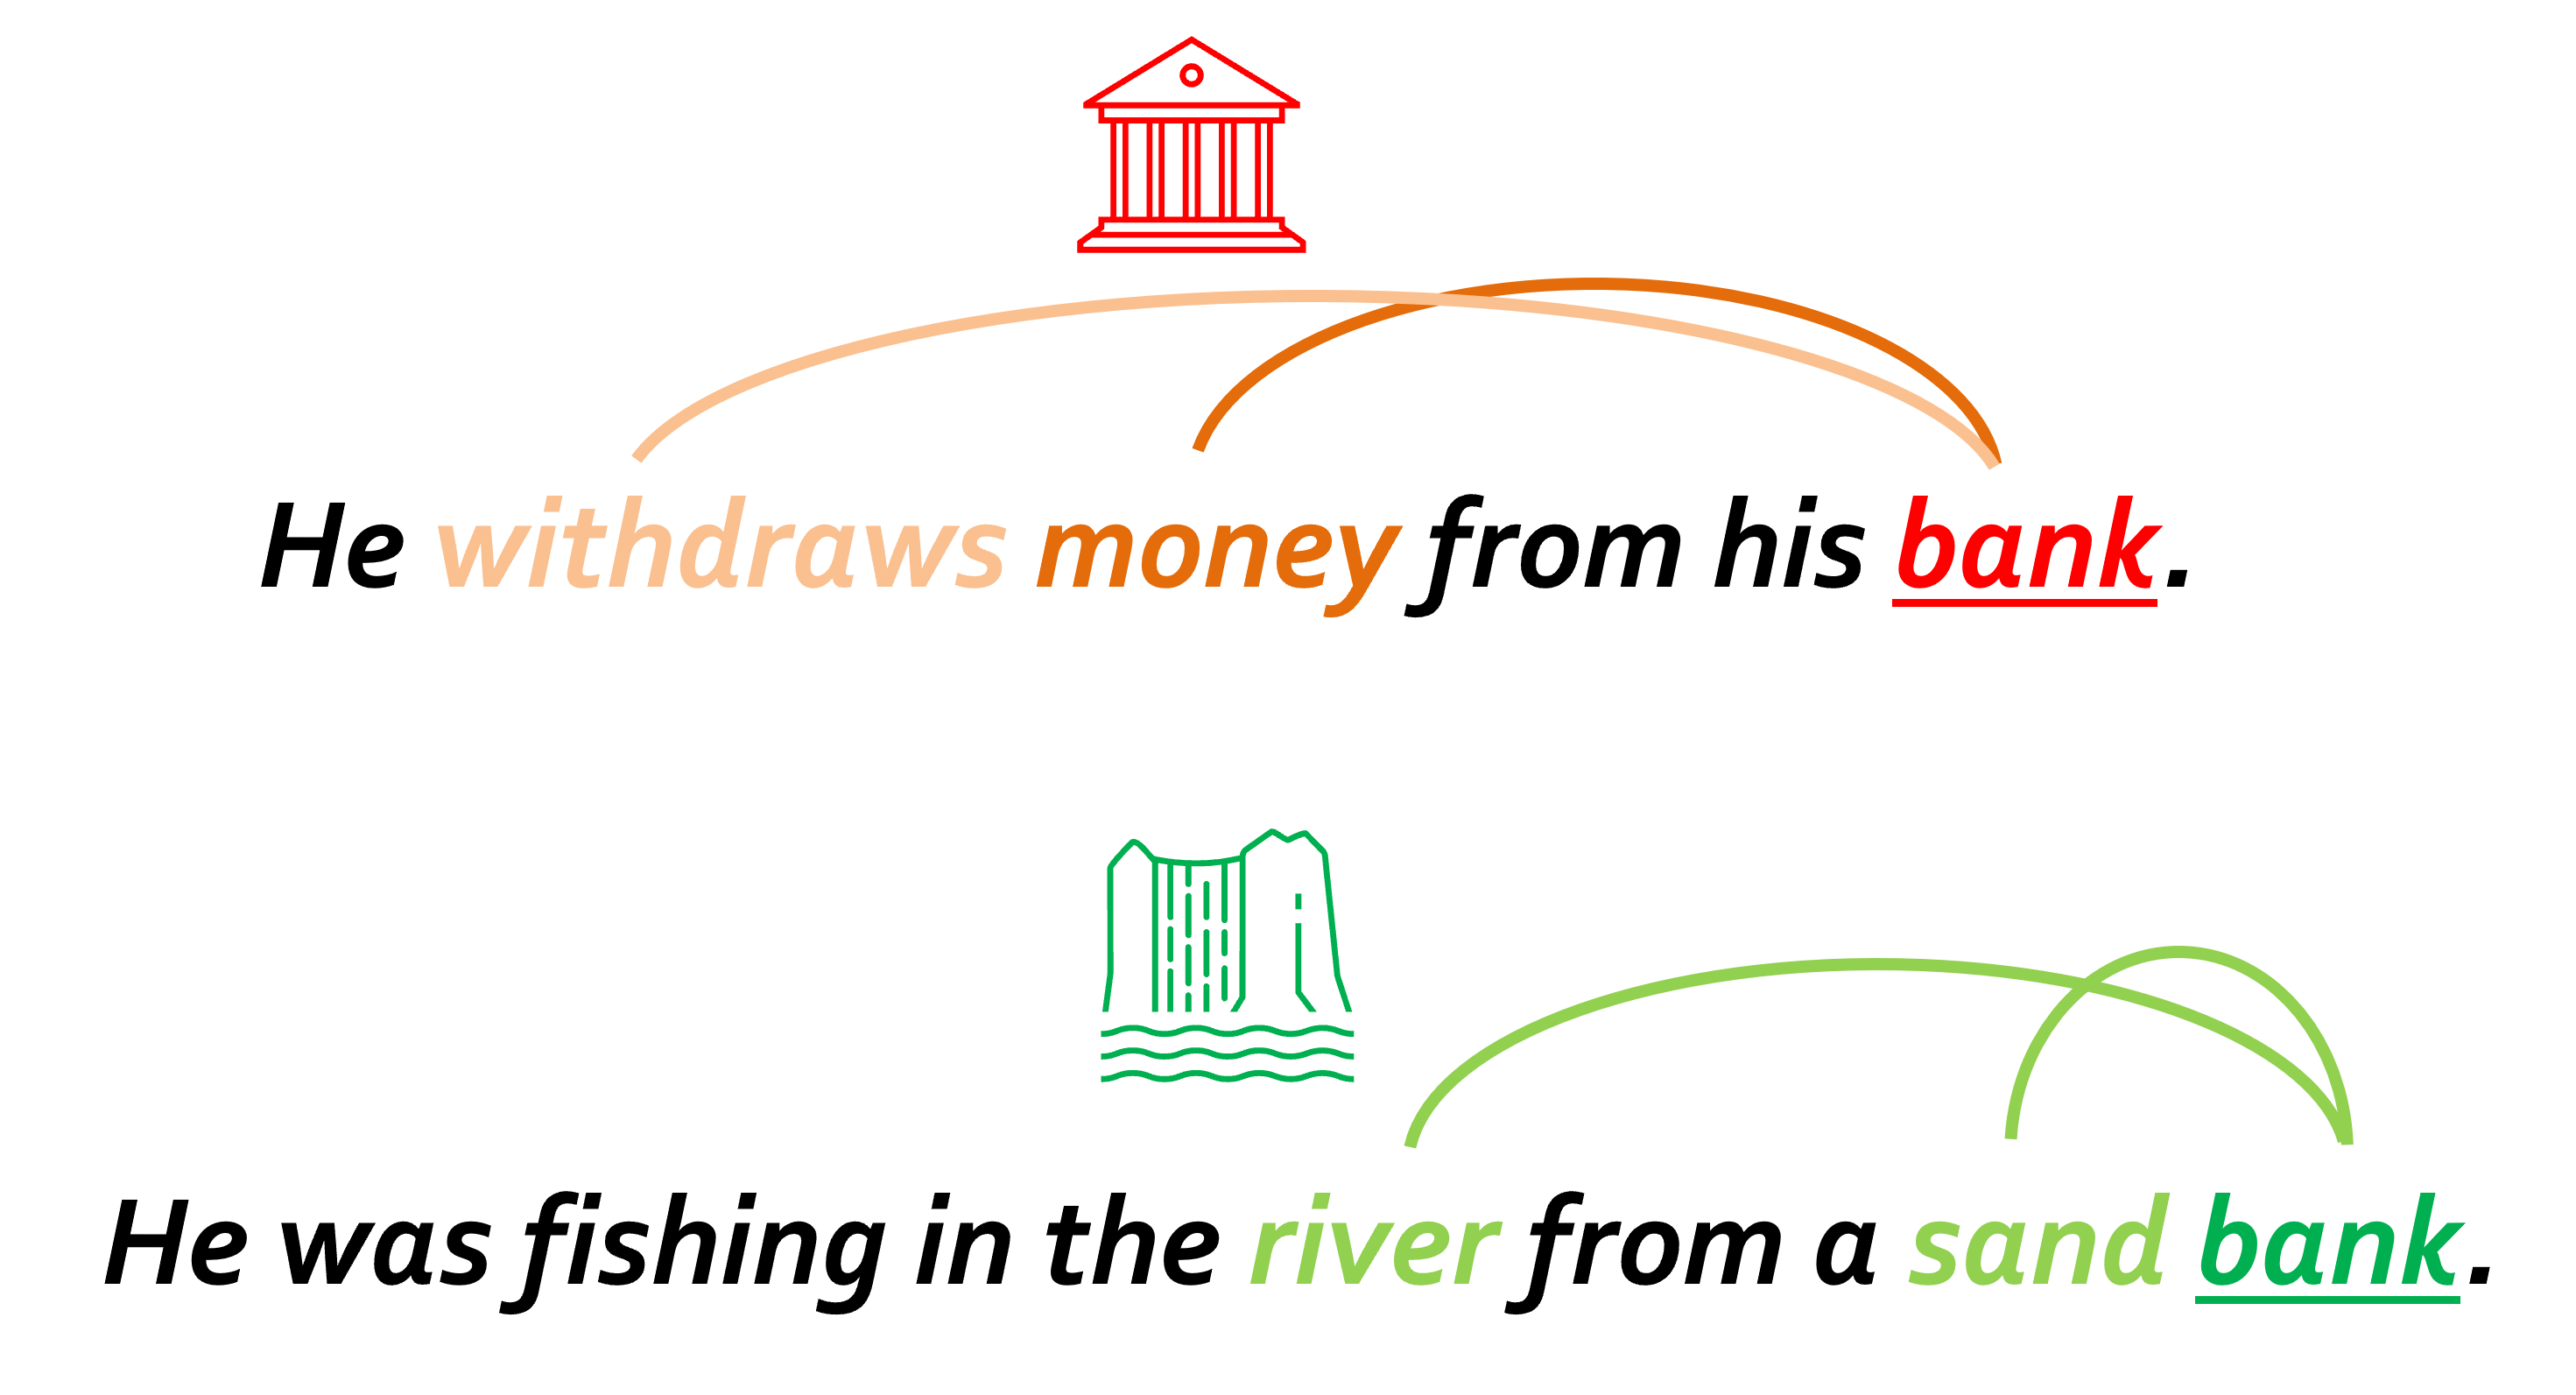 He withdraws money from his bank.
He was fishing in the river from a sand bank.